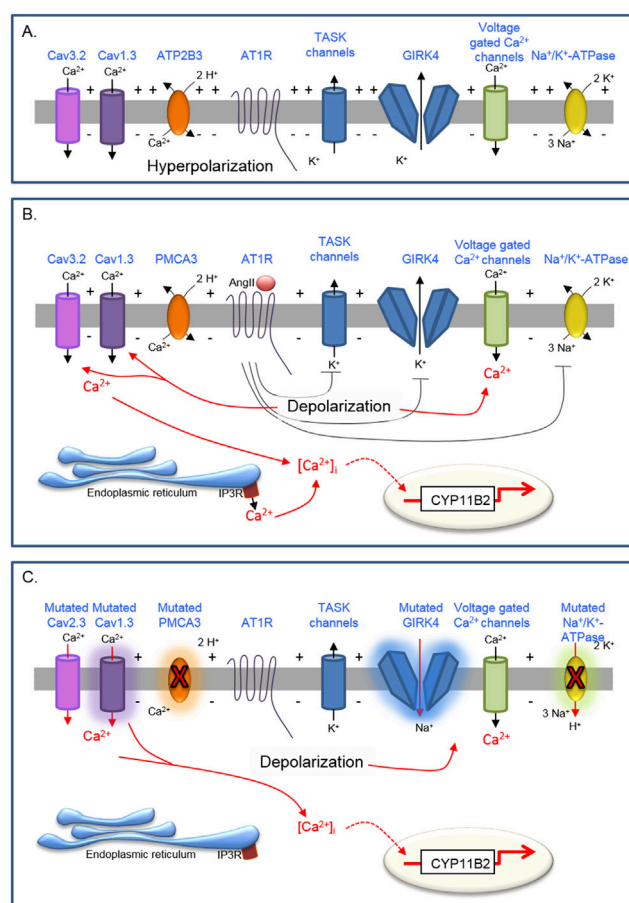 A.
Cav3.2 Cav1.3 ATP2B3 AT1R TASK channels GIRK4 Voltage gated Ca²⁺ channels Na⁺/K⁺-ATPase
Ca²⁺ Ca²⁺ 2 H⁺ Ca²⁺ 2 K⁺
+ + + + + + + + + + + + + + + +
- - - - - - - - - - - - - - - -
Ca²⁺ K⁺ K⁺ 3 Na⁺
Hyperpolarization
B.
Cav3.2 Cav1.3 PMCA3 AT1R TASK channels GIRK4 Voltage gated Ca²⁺ channels Na⁺/K⁺-ATPase
Ca²⁺ Ca²⁺ 2 H⁺ AngII Ca²⁺ 2 K⁺
+ + + + + + +
- - - - - - -
Ca²⁺ K⁺ K⁺ 3 Na⁺
Ca²⁺ Ca²⁺
Depolarization
[Ca²⁺]i
Endoplasmic reticulum IP3R
Ca²⁺
CYP11B2
C.
Mutated Cav2.3 Mutated Cav1.3 Mutated PMCA3 AT1R TASK channels Mutated GIRK4 Voltage gated Ca²⁺ channels Mutated Na⁺/K⁺-ATPase
Ca²⁺ Ca²⁺ 2 H⁺ Ca²⁺ 2 K⁺
+ + + + + +
X X
- - - - - -
Ca²⁺ K⁺ Na⁺ 3 Na⁺ H⁺
Ca²⁺ Ca²⁺
Depolarization
[Ca²⁺]i
Endoplasmic reticulum IP3R
CYP11B2